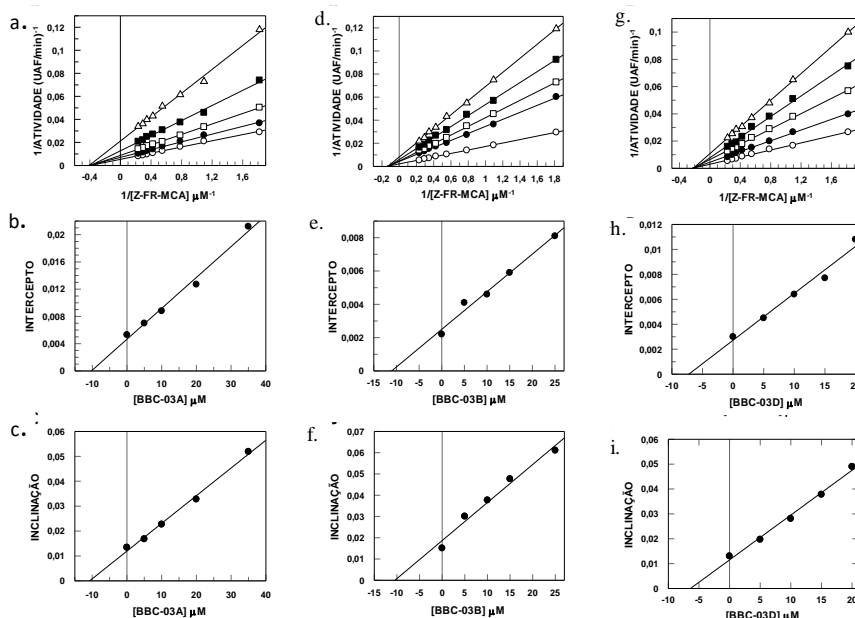 a.
1/ATIVIDADE (UAF/min)-1
0,12
0,1
0,08
0,06
0,04
0,02
0
-0,4 0 0,4 0,8 1,2 1,6
1/[Z-FR-MCA] µM-1
d.
1/ATIVIDADE (UAF/min)-1
0,12
0,1
0,08
0,06
0,04
0,02
0
-0,2 0 0,2 0,4 0,6 0,8 1 1,2 1,4 1,6 1,8
1/[Z-FR-MCA] µM-1
g.
1/ATIVIDADE (UAF/min)-1
0,1
0,08
0,06
0,04
0,02
0
-0,4 0 0,4 0,8 1,2 1,6
1/[Z-FR-MCA] µM-1
b.
INTERCEPTO
0,02
0,016
0,012
0,008
0,004
0
-10 0 10 20 30 40
[BBC-03A] µM
e.
INTERCEPTO
0,008
0,006
0,004
0,002
0
-15 -10 -5 0 5 10 15 20 25
[BBC-03B] µM
h.
INTERCEPTO
0,012
0,01
0,008
0,006
0,004
0,002
0
-10 -5 0 5 10 15 20
[BBC-03D] µM
c.
INCLINAÇÃO
0,06
0,05
0,04
0,03
0,02
0,01
0
-10 0 10 20 30 40
[BBC-03A] µM
f.
INCLINAÇÃO
0,07
0,06
0,05
0,04
0,03
0,02
0,01
0
-15 -10 -5 0 5 10 15 20 25
[BBC-03B] µM
i.
INCLINAÇÃO
0,06
0,05
0,04
0,03
0,02
0,01
0
-10 -5 0 5 10 15 20
[BBC-03D] µM